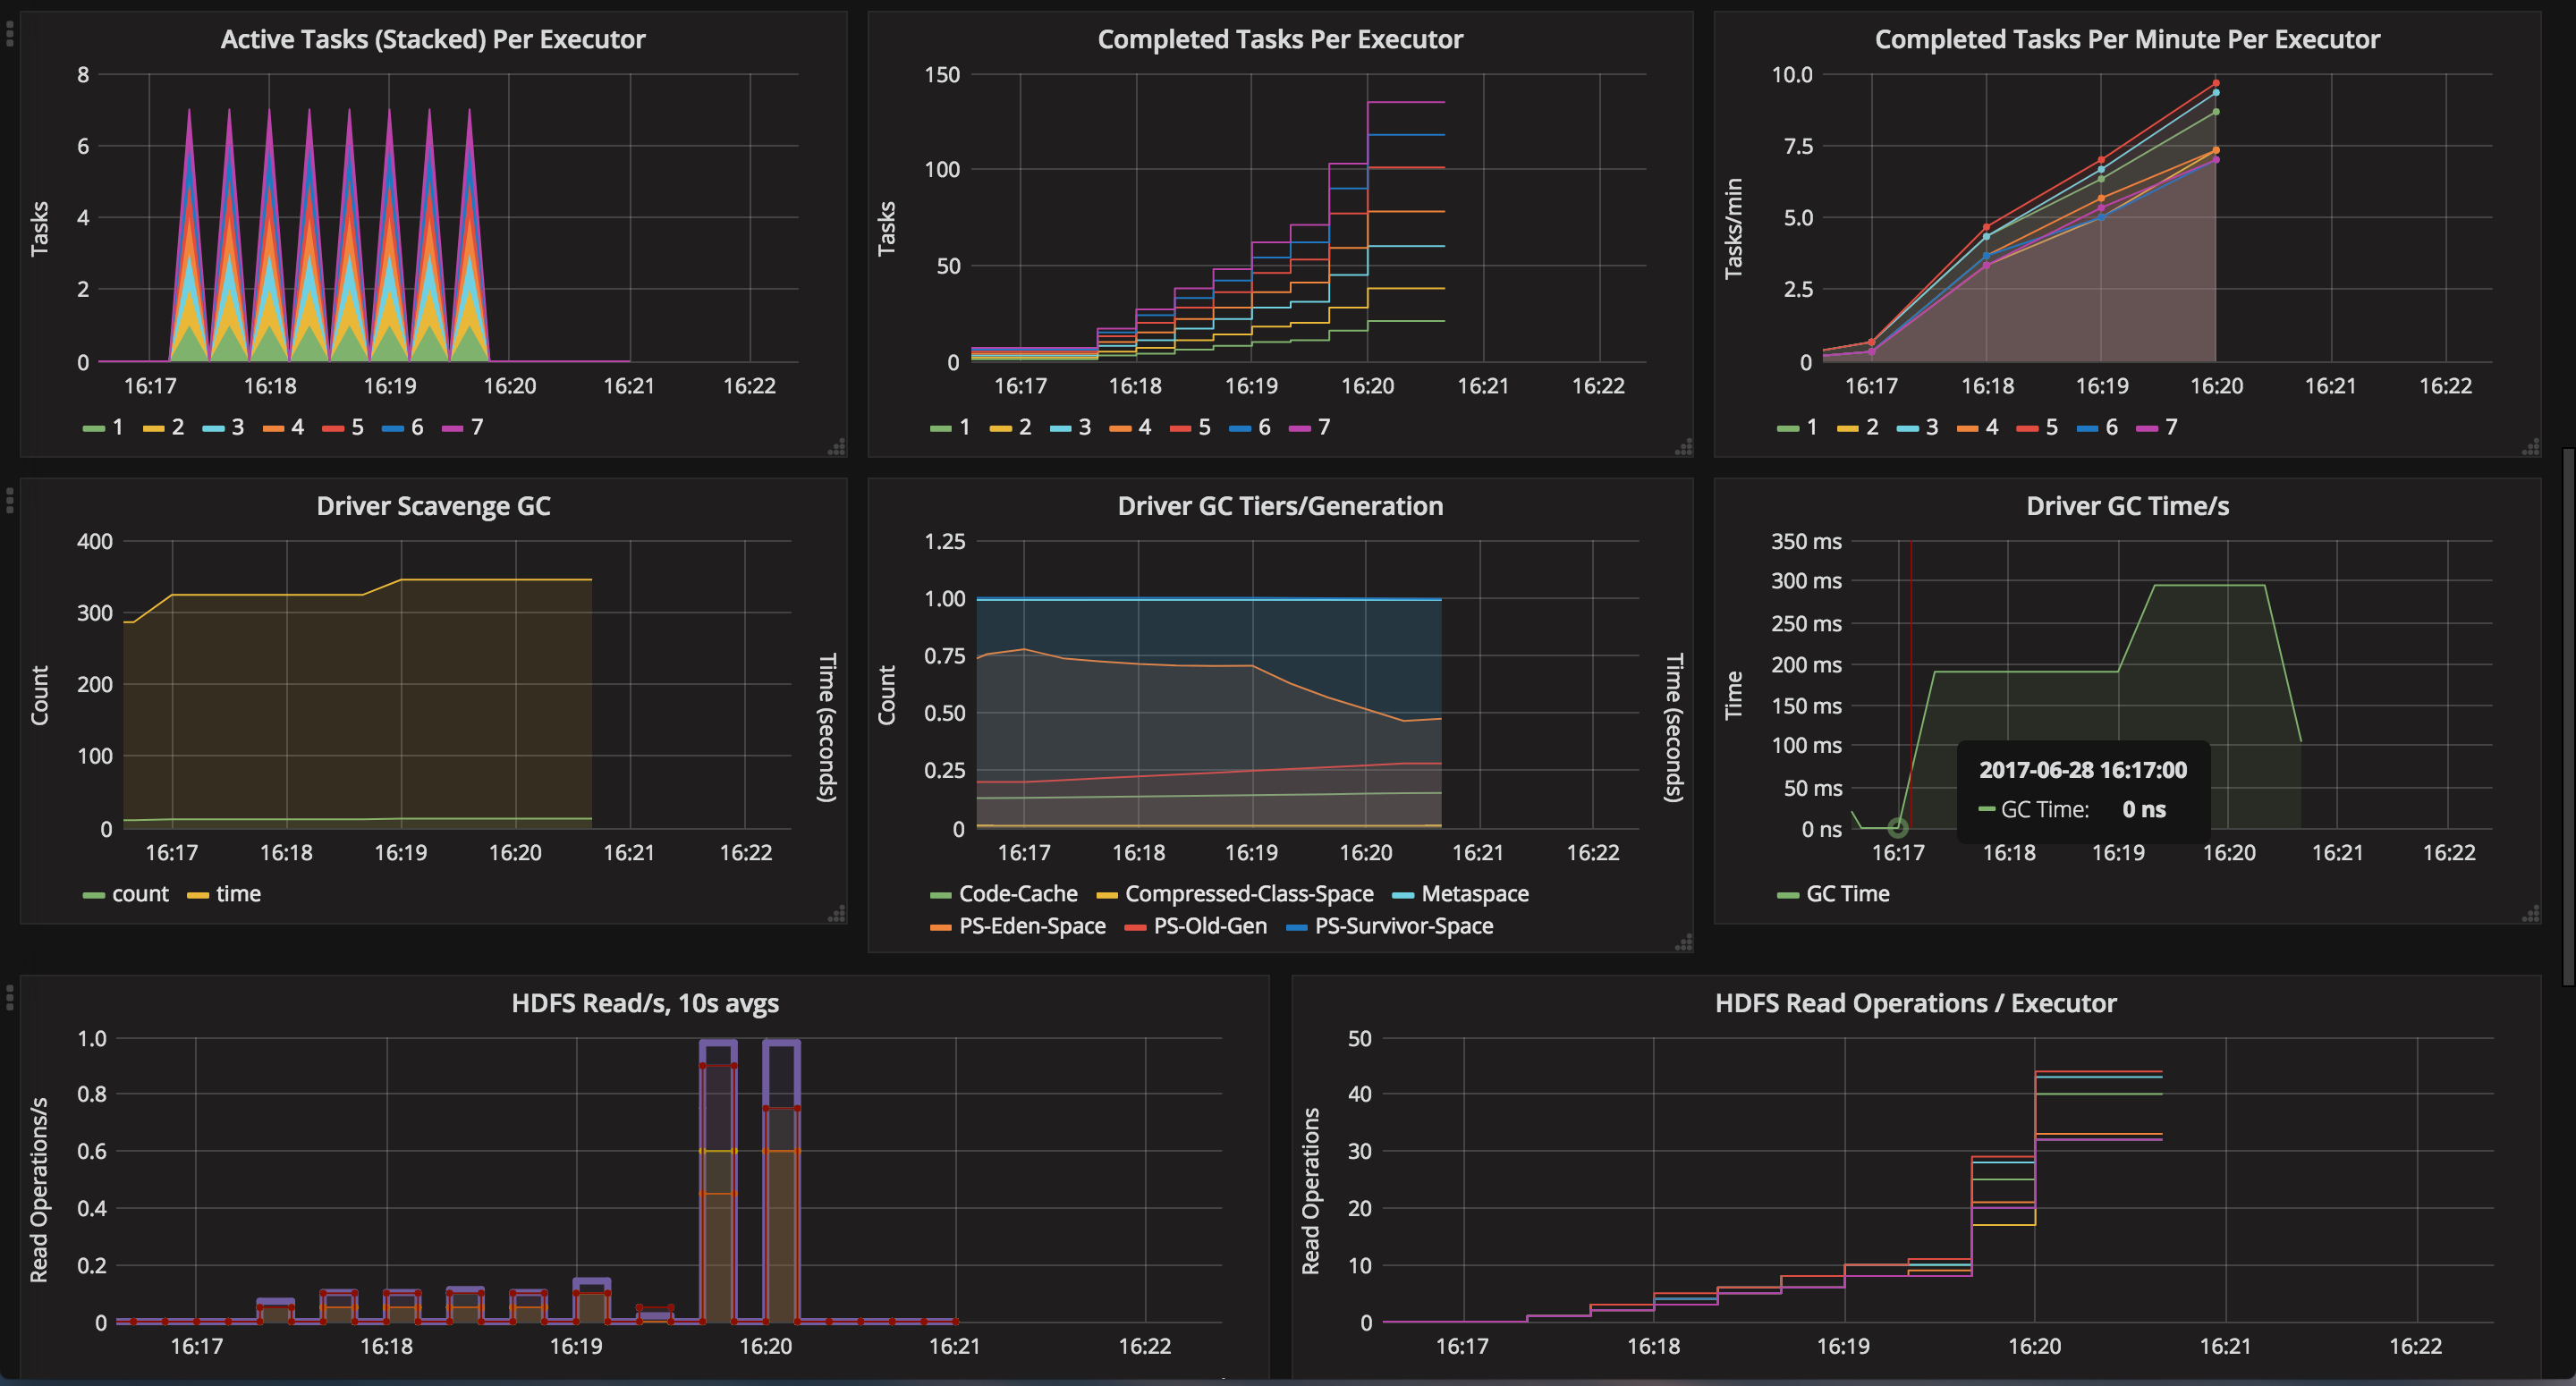 Active Tasks (Stacked) Per Executor
Tasks
8
6
4
2
0
16:17 16:18 16:19 16:20 16:21 16:22
1 2 3 4 5 6 7
Completed Tasks Per Executor
Tasks
150
100
50
0
16:17 16:18 16:19 16:20 16:21 16:22
1 2 3 4 5 6 7
Completed Tasks Per Minute Per Executor
Tasks/min
10.0
7.5
5.0
2.5
0
16:17 16:18 16:19 16:20 16:21 16:22
1 2 3 4 5 6 7
Driver Scavenge GC
Count
400
300
200
100
0
Time (seconds)
16:17 16:18 16:19 16:20 16:21 16:22
count time
Driver GC Tiers/Generation
Count
1.25
1.00
0.75
0.50
0.25
0
Time (seconds)
16:17 16:18 16:19 16:20 16:21 16:22
Code-Cache Compressed-Class-Space Metaspace
PS-Eden-Space PS-Old-Gen PS-Survivor-Space
Driver GC Time/s
Time
350 ms
300 ms
250 ms
200 ms
150 ms
100 ms
50 ms
0 ns
2017-06-28 16:17:00
GC Time: 0 ns
16:17 16:18 16:19 16:20 16:21 16:22
GC Time
HDFS Read/s, 10s avgs
Read Operations/s
1.0
0.8
0.6
0.4
0.2
0
16:17 16:18 16:19 16:20 16:21 16:22
HDFS Read Operations / Executor
Read Operations
50
40
30
20
10
0
16:17 16:18 16:19 16:20 16:21 16:22